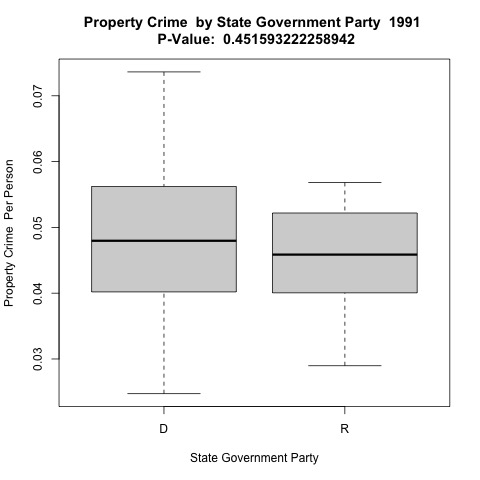 Property Crime  by State Government Party  1991
P-Value:  0.451593222258942
Property Crime  Per Person
0.07
0.06
0.05
0.04
0.03
D
R
State Government Party